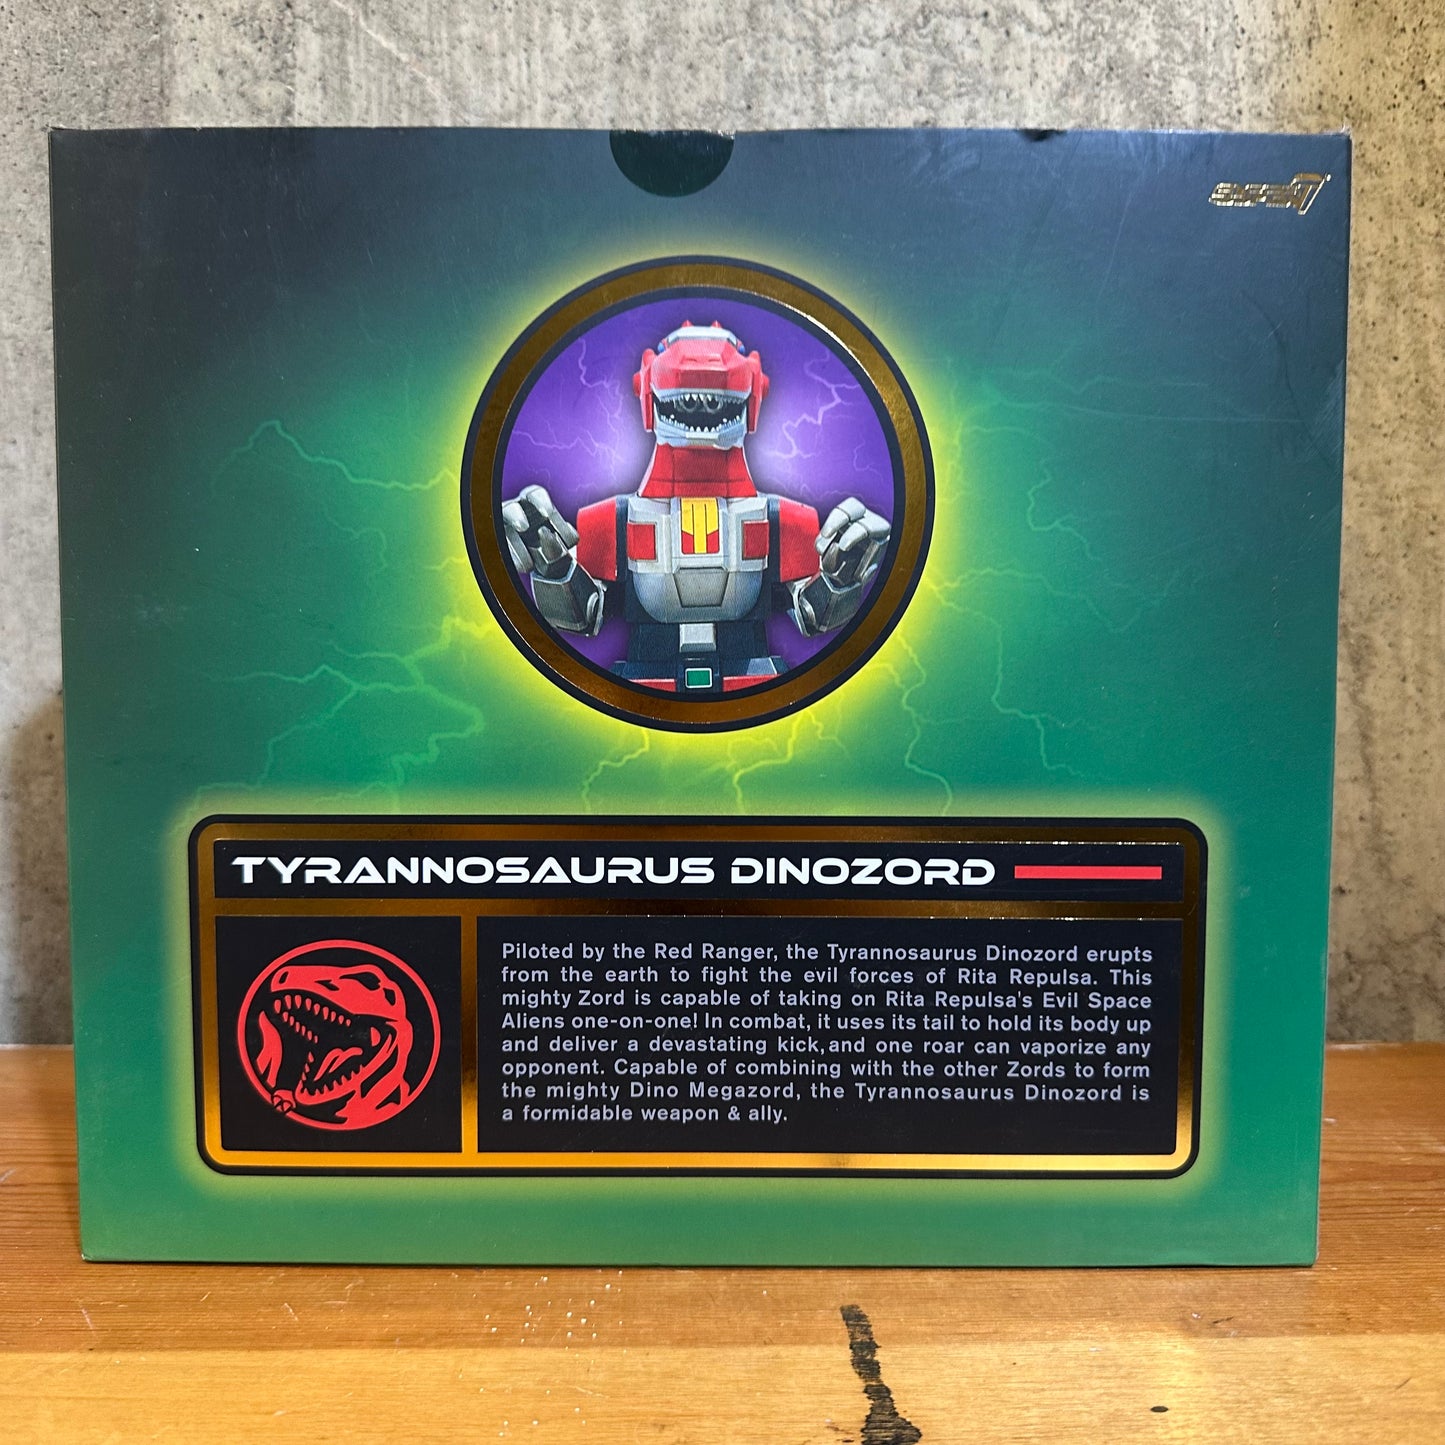 SUPER7
TYRANNOSAURUS DINOZORD
Piloted by the Red Ranger, the Tyrannosaurus Dinozord erupts
from the earth to fight the evil forces of Rita Repulsa. This
mighty Zord is capable of taking on Rita Repulsa's Evil Space
Aliens one-on-one! In combat, it uses its tail to hold its body up
and deliver a devastating kick, and one roar can vaporize any
opponent. Capable of combining with the other Zords to form
the mighty Dino Megazord, the Tyrannosaurus Dinozord is
a formidable weapon & ally.